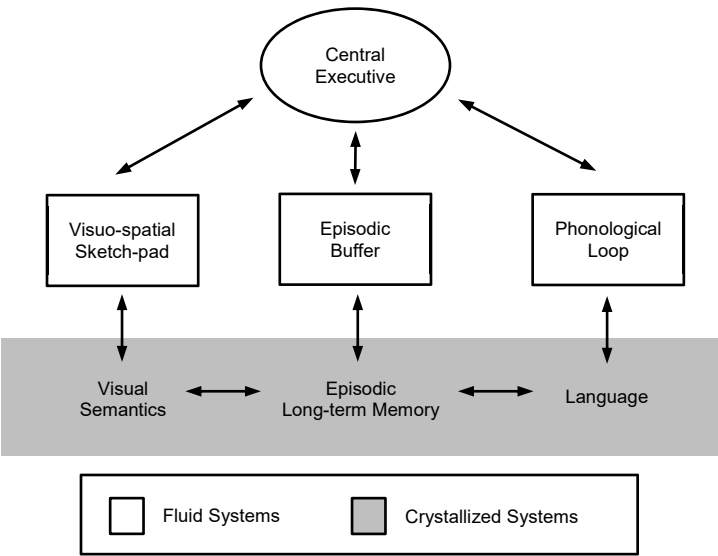 Central
Executive
Visuo-spatial
Sketch-pad
Episodic
Buffer
Phonological
Loop
Visual
Semantics
Episodic
Long-term Memory
Language
Fluid Systems
Crystallized Systems